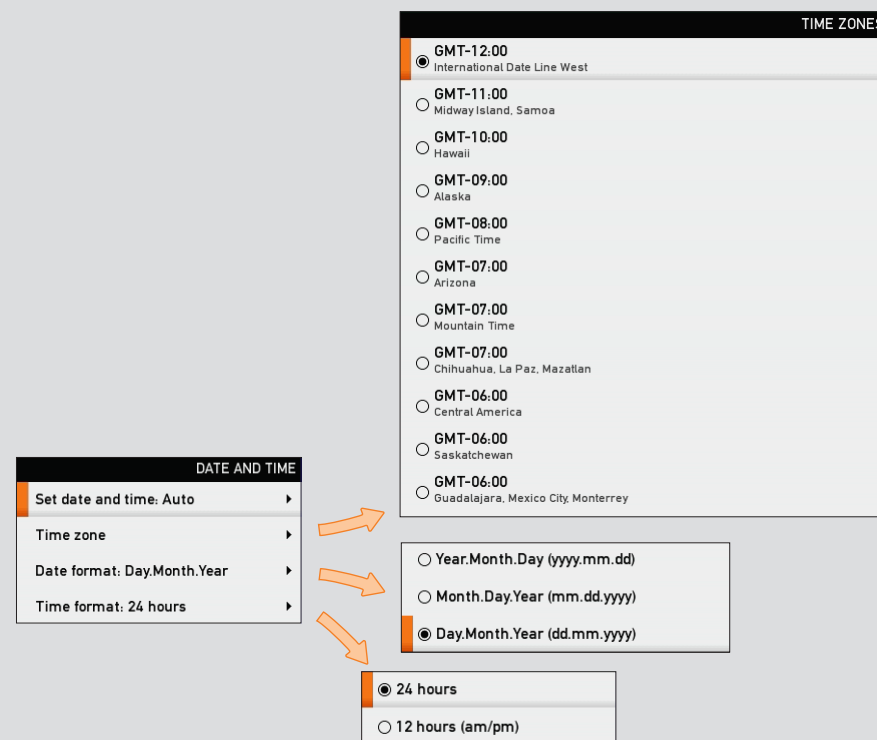 TIME ZONES
GMT-12:00
International Date Line West
GMT-11:00
Midway Island, Samoa
GMT-10:00
Hawaii
GMT-09:00
Alaska
GMT-08:00
Pacific Time
GMT-07:00
Arizona
GMT-07:00
Mountain Time
GMT-07:00
Chihuahua, La Paz, Mazatlan
GMT-06:00
Central America
GMT-06:00
Saskatchewan
GMT-06:00
Guadalajara, Mexico City, Monterrey
DATE AND TIME
Set date and time: Auto
Time zone
Date format: Day.Month.Year
Time format: 24 hours
Year.Month.Day (yyyy.mm.dd)
Month.Day.Year (mm.dd.yyyy)
Day.Month.Year (dd.mm.yyyy)
24 hours
12 hours (am/pm)